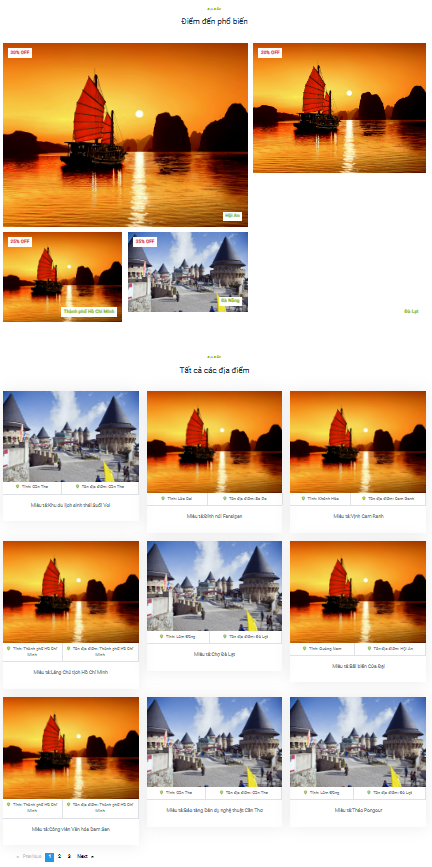 Điểm đến phổ biến
30% OFF
20% OFF
Hội An
25% OFF
35% OFF
Thành phố Hồ Chí Minh
Đà Nẵng
Đà Lạt
Tất cả các địa điểm
Tỉnh: Cần Thơ
Tên địa điểm: Cần Thơ
Miêu tả:Khu du lịch sinh thái Suối Voi
Tỉnh: Lào Cai
Tên địa điểm: Sa Pa
Miêu tả:Đỉnh núi Fansipan
Tỉnh: Khánh Hòa
Tên địa điểm: Cam Ranh
Miêu tả:Vịnh Cam Ranh
Tỉnh: Thành phố Hồ Chí
Minh
Tên địa điểm: Thành phố Hồ Chí
Minh
Miêu tả:Lăng Chủ tịch Hồ Chí Minh
Tỉnh: Lâm Đồng
Tên địa điểm: Đà Lạt
Miêu tả:Chợ Đà Lạt
Tỉnh: Quảng Nam
Tên địa điểm: Hội An
Miêu tả:Bãi biển Cửa Đại
Tỉnh: Thành phố Hồ Chí
Minh
Tên địa điểm: Thành phố Hồ Chí
Minh
Miêu tả:Công viên Văn hóa Đầm Sen
Tỉnh: Cần Thơ
Tên địa điểm: Cần Thơ
Miêu tả:Bảo tàng Dân dụ nghệ thuật Cần Thơ
Tỉnh: Lâm Đồng
Tên địa điểm: Đà Lạt
Miêu tả:Thác Pongour
« Previous 1 2 3 Next »